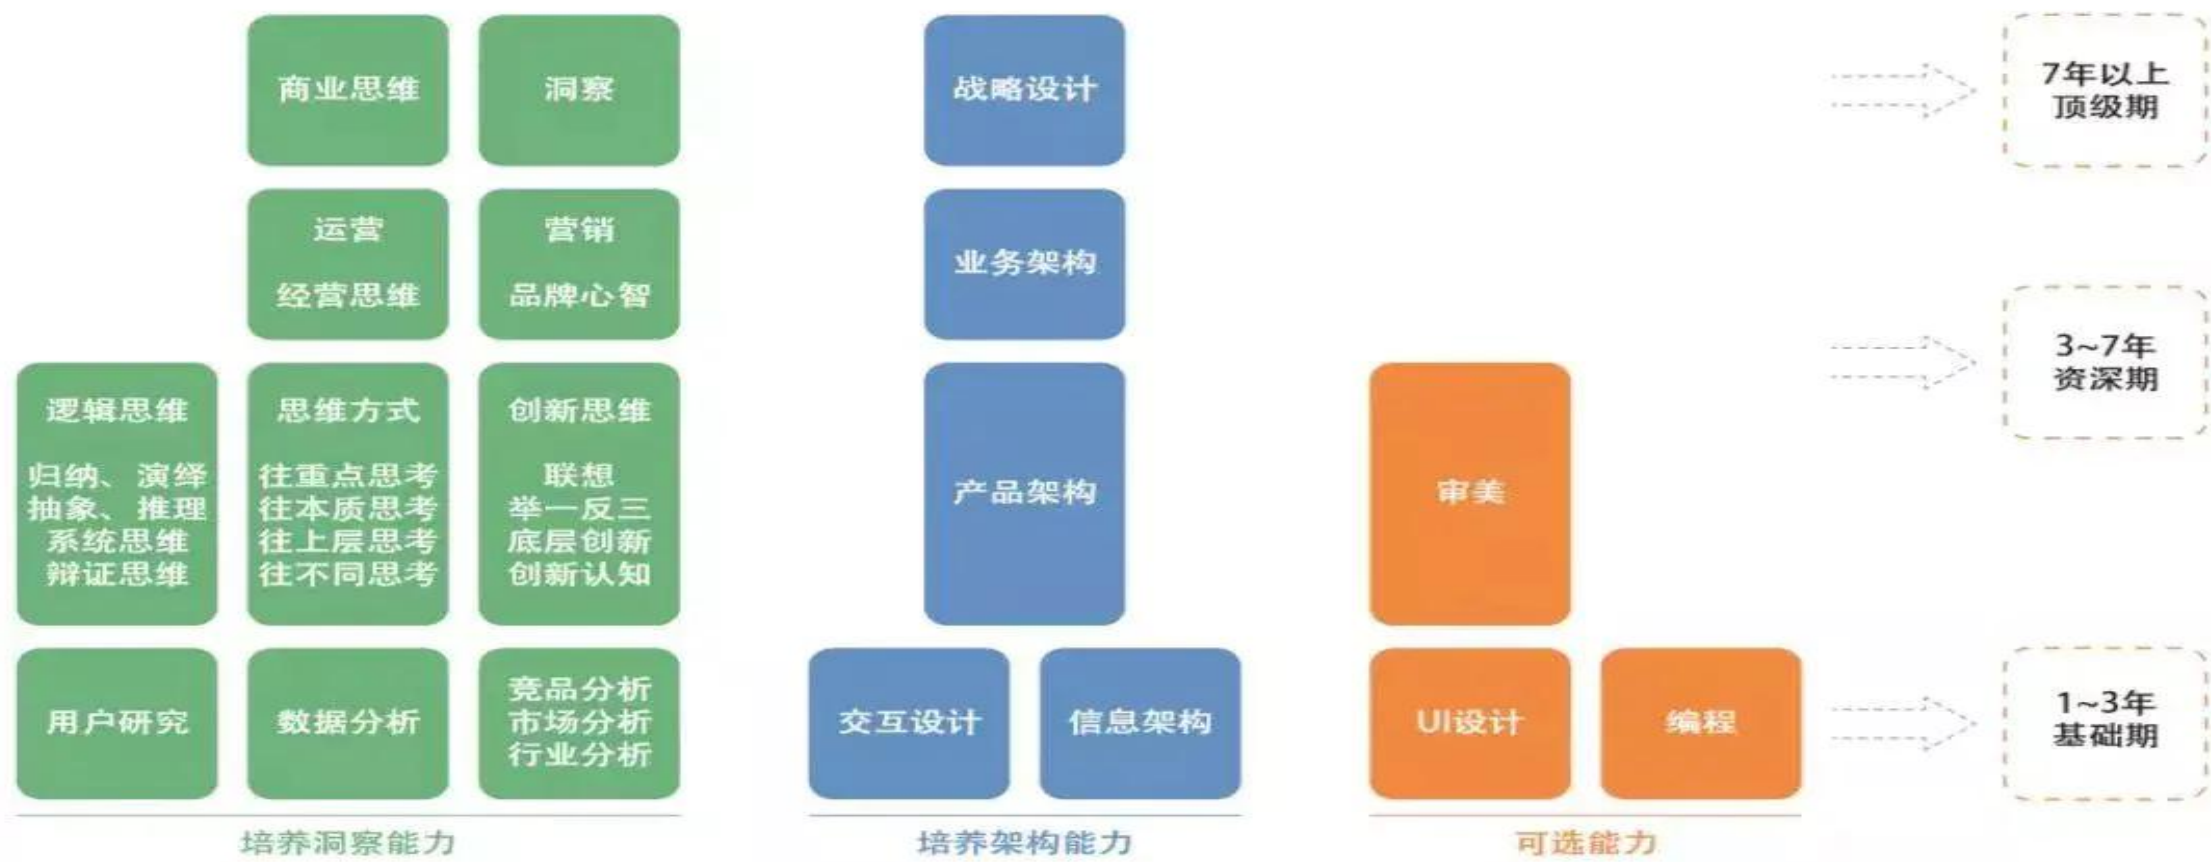 商业思维
洞察
战略设计
7年以上
顶级期
运营
经营思维
营销
品牌心智
业务架构
3~7年
资深期
逻辑思维
归纳、演绎
抽象、推理
系统思维
辩证思维
思维方式
往重点思考
往本质思考
往上层思考
往不同思考
创新思维
联想
举一反三
底层创新
创新认知
产品架构
审美
用户研究
数据分析
竞品分析
市场分析
行业分析
交互设计
信息架构
UI设计
编程
1~3年
基础期
培养洞察能力
培养架构能力
可选能力